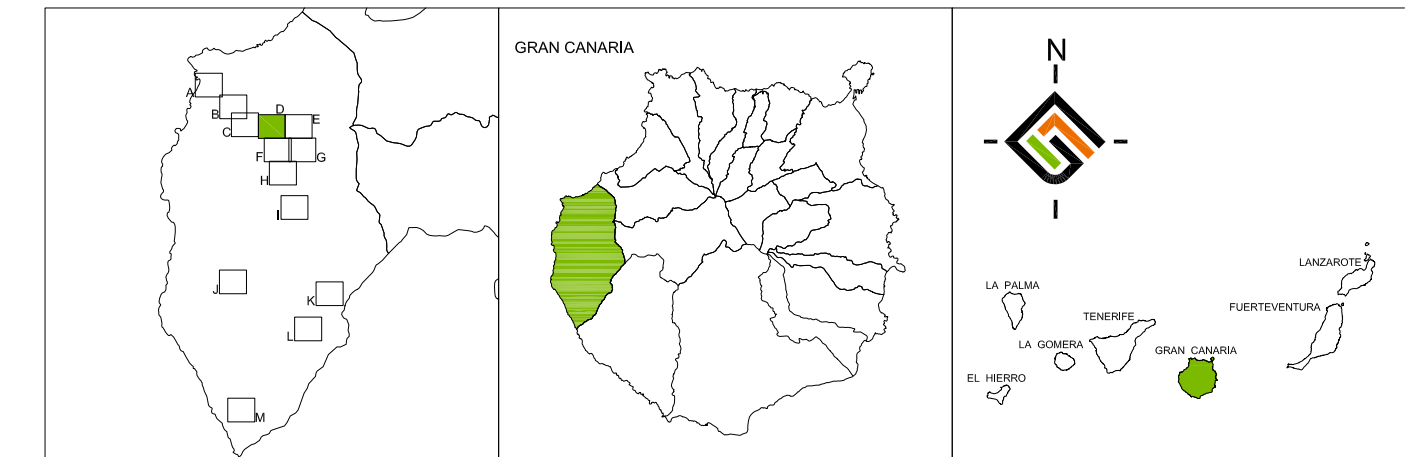 A
B
C
D
E
F
G
H
I
J
K
L
M
GRAN CANARIA
N
LANZAROTE
LA PALMA
FUERTEVENTURA
TENERIFE
LA GOMERA
GRAN CANARIA
EL HIERRO